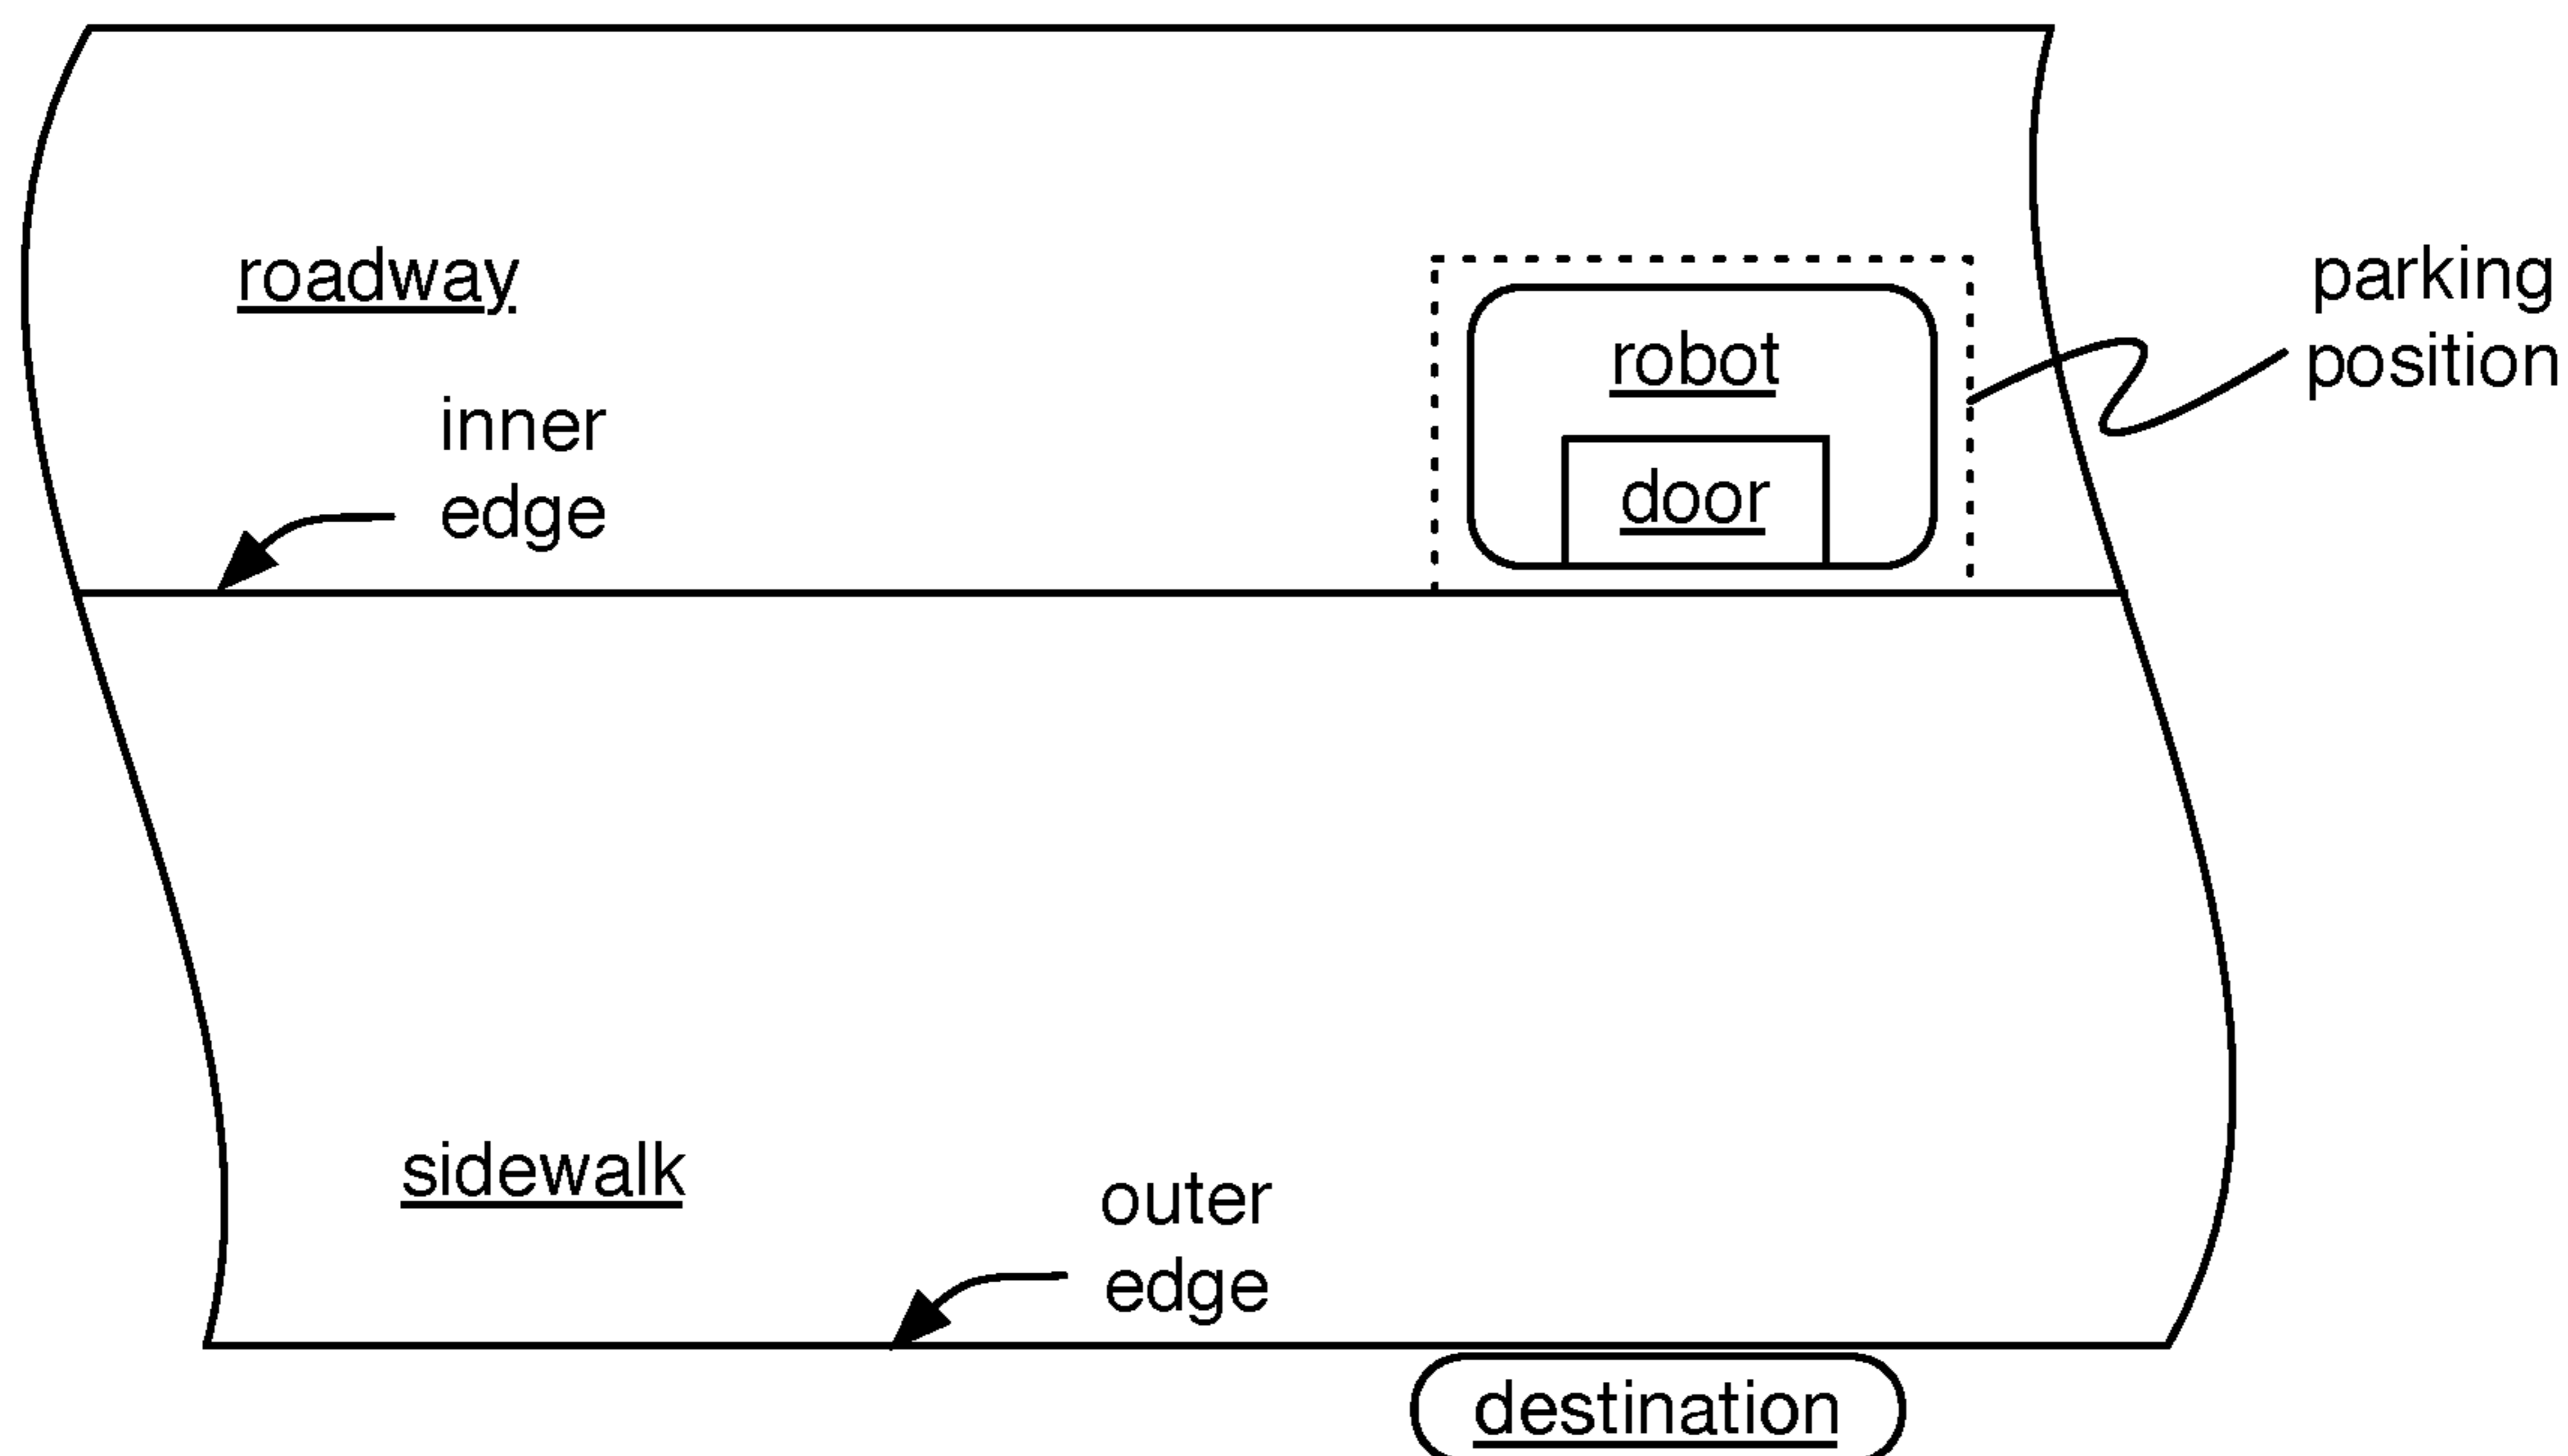 roadway
inner
edge
robot
door
parking
position
sidewalk
outer
edge
destination